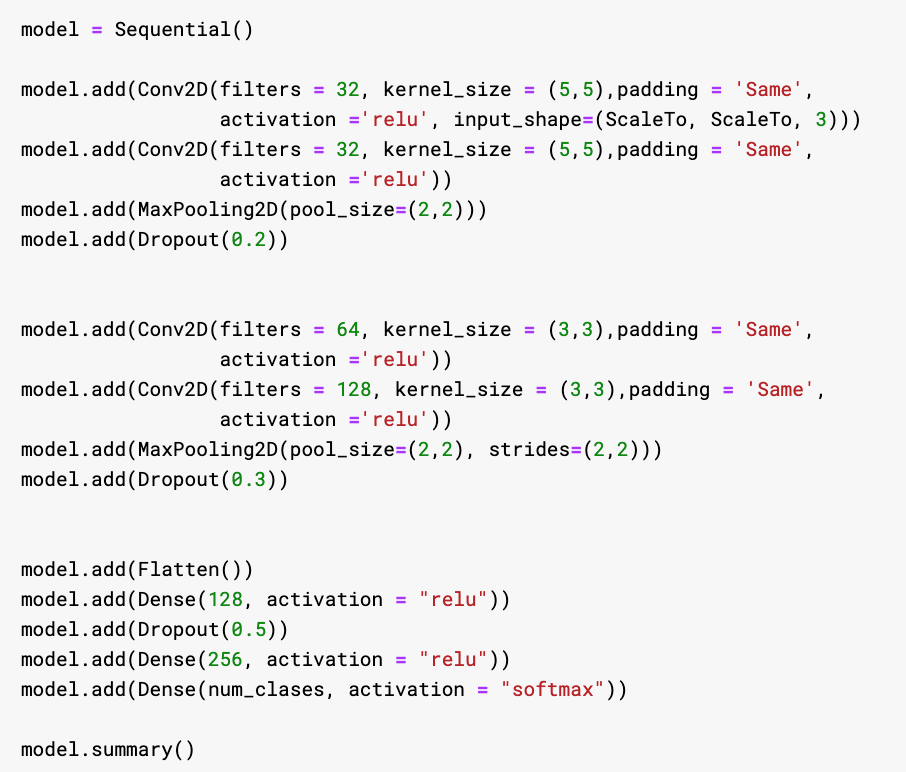 model = Sequential()
model.add(Conv2D(filters = 32, kernel_size = (5,5),padding = 'Same',
activation ='relu', input_shape=(ScaleTo, ScaleTo, 3)))
model.add(Conv2D(filters = 32, kernel_size = (5,5),padding = 'Same',
activation ='relu'))
model.add(MaxPooling2D(pool_size=(2,2)))
model.add(Dropout(0.2))
model.add(Conv2D(filters = 64, kernel_size = (3,3),padding = 'Same',
activation ='relu'))
model.add(Conv2D(filters = 128, kernel_size = (3,3),padding = 'Same',
activation ='relu'))
model.add(MaxPooling2D(pool_size=(2,2), strides=(2,2)))
model.add(Dropout(0.3))
model.add(Flatten())
model.add(Dense(128, activation = "relu"))
model.add(Dropout(0.5))
model.add(Dense(256, activation = "relu"))
model.add(Dense(num_clases, activation = "softmax"))
model.summary()